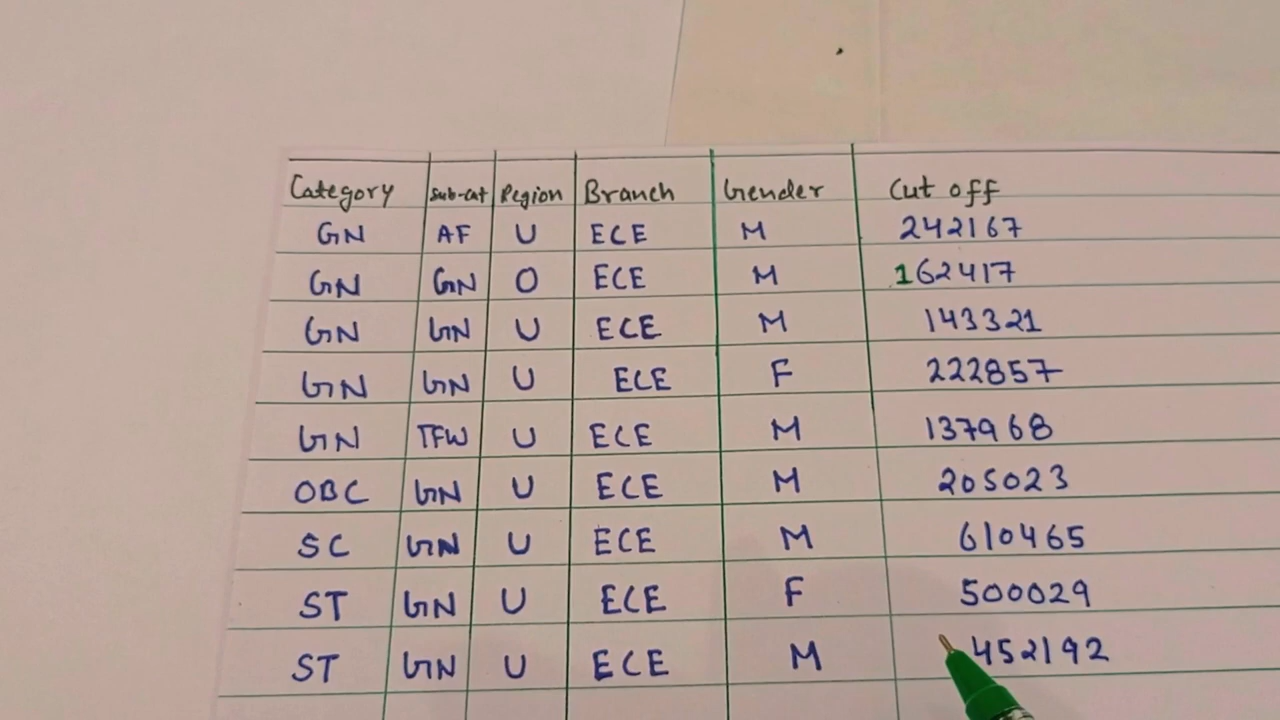 Category Sub-cat Region Branch Gender Cut off
GN AF U ECE M 242167
GN GN O ECE M 162417
GN GN U ECE M 143321
GN GN U ECE F 222857
GN TFW U ECE M 137968
OBC GN U ECE M 205023
SC GN U ECE M 610465
ST GN U ECE F 500029
ST GN U ECE M 452192